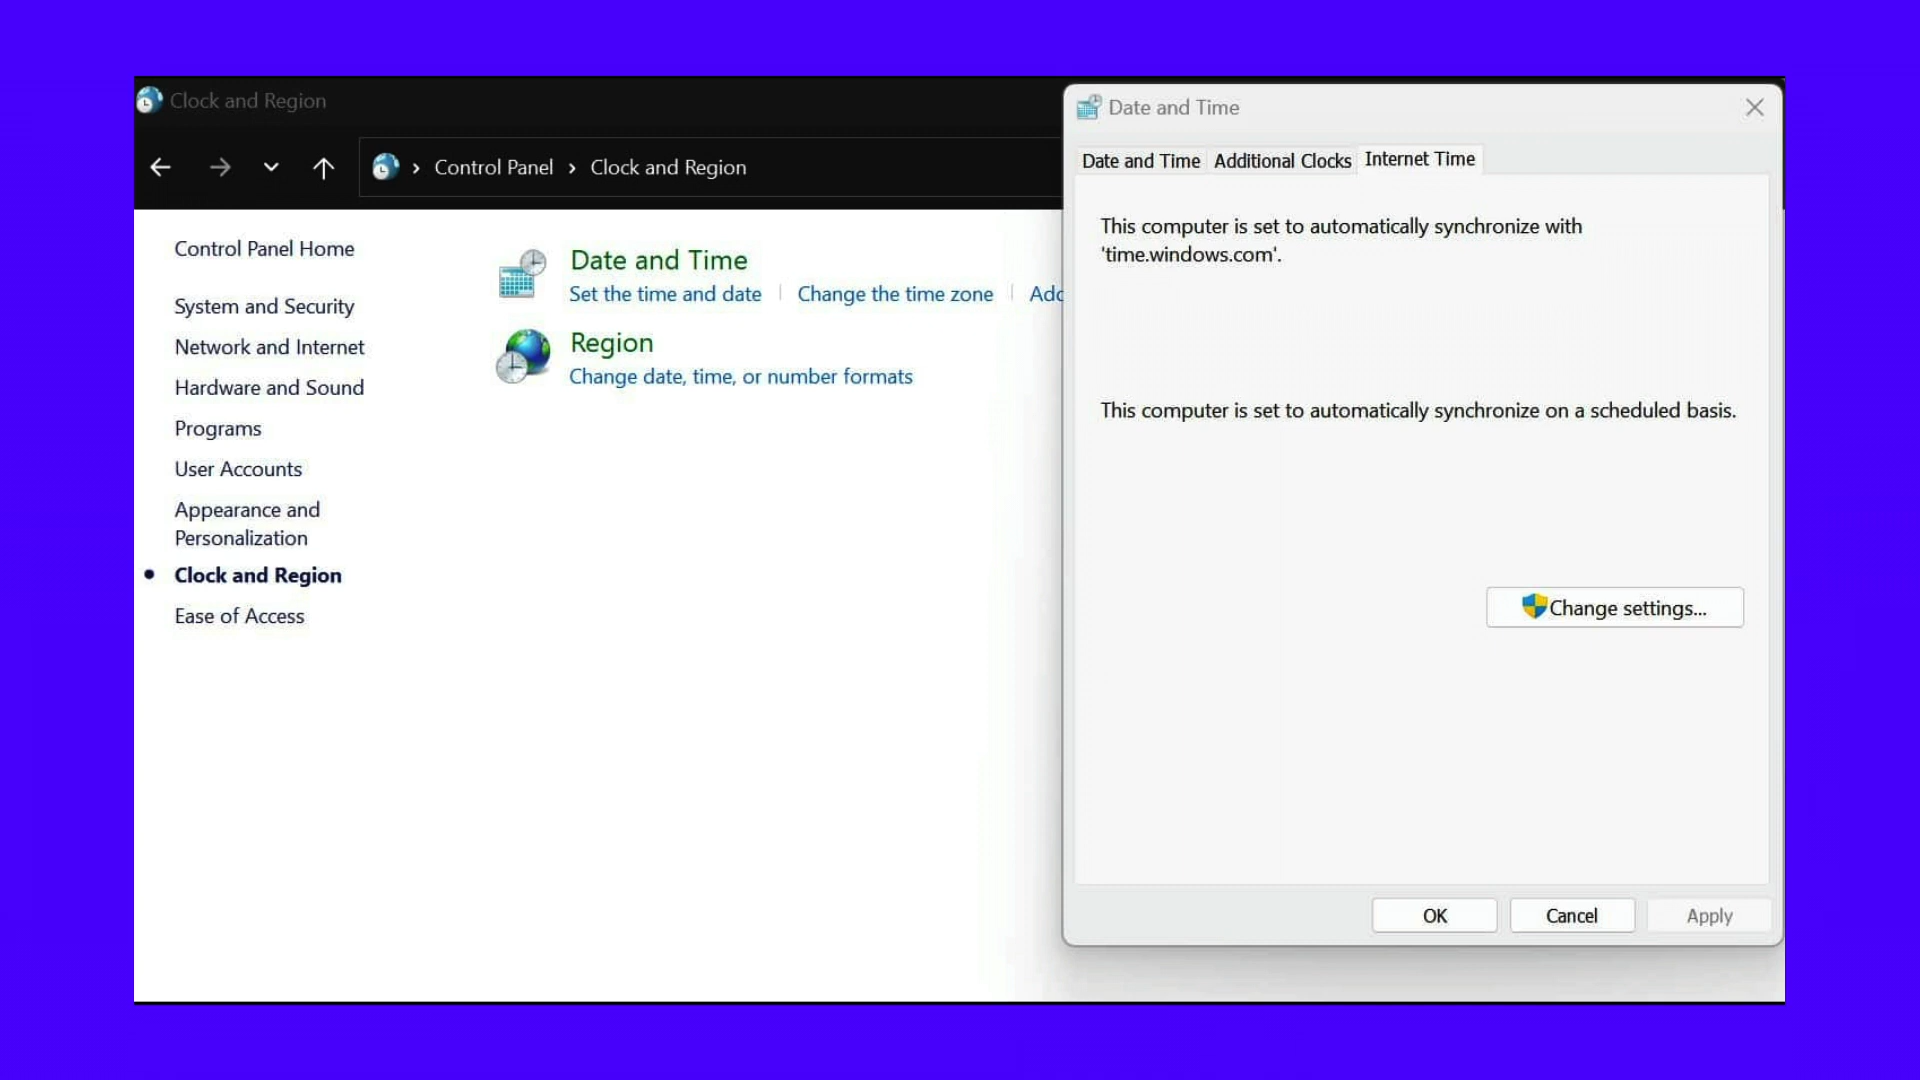 Clock and Region
Control Panel › Clock and Region
Control Panel Home
System and Security
Network and Internet
Hardware and Sound
Programs
User Accounts
Appearance and
Personalization
Clock and Region
Ease of Access
Date and Time
Set the time and date
Change the time zone
Region
Change date, time, or number formats
Date and Time
Date and Time Additional Clocks Internet Time
This computer is set to automatically synchronize with
'time.windows.com'.
This computer is set to automatically synchronize on a scheduled basis.
Change settings...
OK Cancel Apply